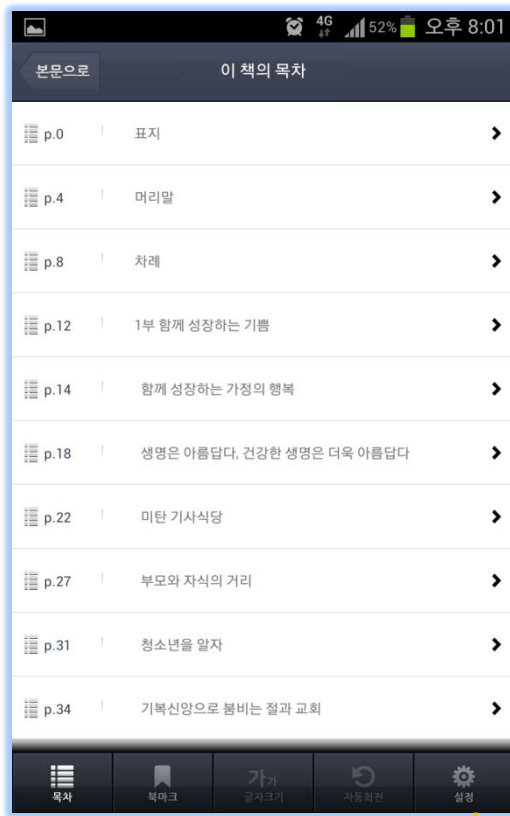 4G 52% 오후 8:01
본문으로 이 책의 목차
p.0 표지
p.4 머리말
p.8 차례
p.12 1부 함께 성장하는 기쁨
p.14 함께 성장하는 가정의 행복
p.18 생명은 아름답다, 건강한 생명은 더욱 아름답다
p.22 미탄 기사식당
p.27 부모와 자식의 거리
p.31 청소년을 알자
p.34 기복신앙으로 붐비는 절과 교회
가가
목차 북마크 글자크기 자동회전 설정